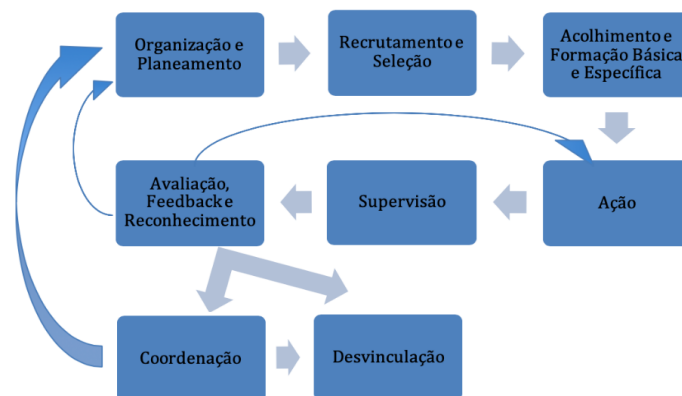 Organização e
Planeamento
Recrutamento e
Seleção
Acolhimento e
Formação Básica
e Específica
Avaliação,
Feedback e
Reconhecimento
Supervisão
Ação
Coordenação
Desvinculação